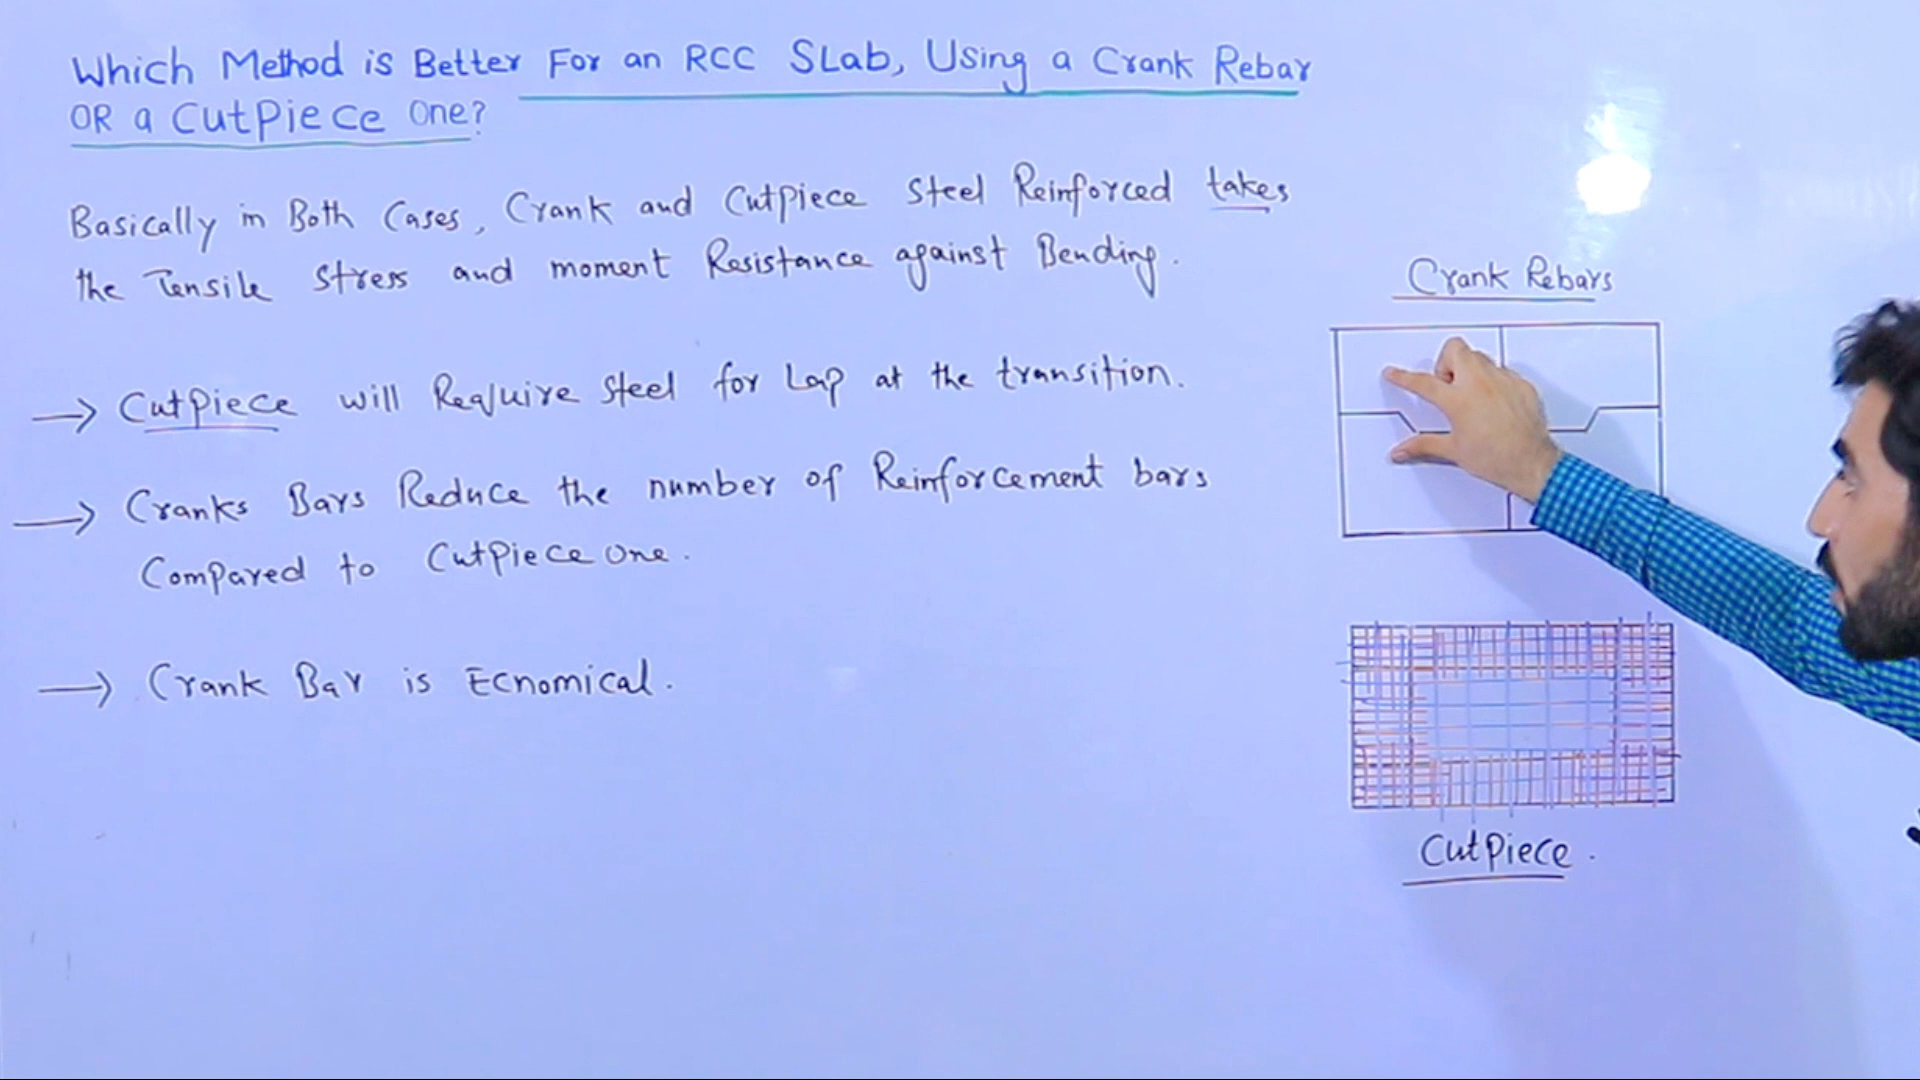 Which Method is Better For an RCC SLab, Using a Crank Rebar
OR a CutPiece One?
Basically in Both Cases, Crank and CutPiece Steel Reinforced takes
the Tensile Stress and moment Resistance against Bending.
→ CutPiece will Require Steel for Lap at the transition.
→ Cranks Bars Reduce the number of Reinforcement bars
Compared to CutPiece One.
→ Crank Bar is Ecnomical.
Crank Rebars
CutPiece.